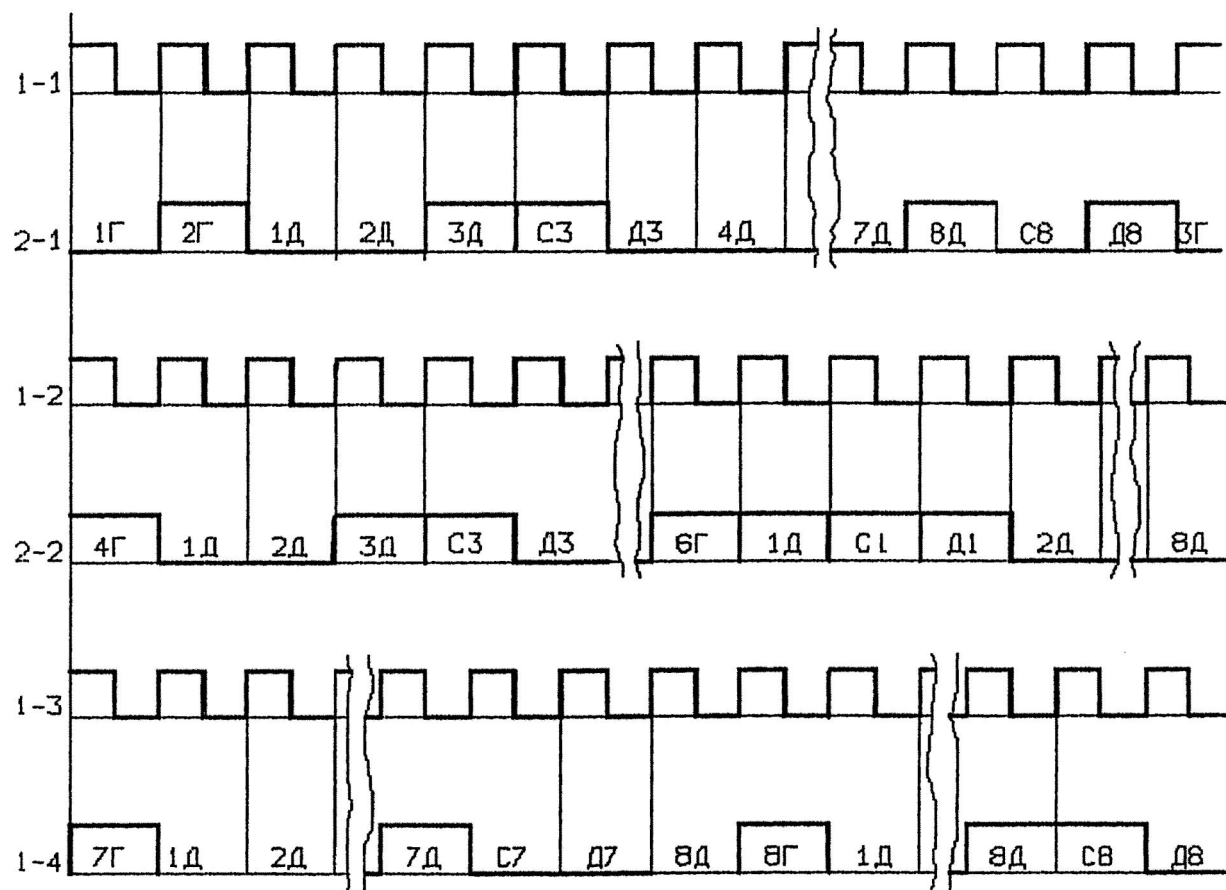 1-1
2-1 1Г 2Г 1Д 2Д 3Д С3 Д3 4Д 7Д 8Д С8 Д8 3Г
1-2
2-2 4Г 1Д 2Д 3Д С3 Д3 6Г 1Д С1 Д1 2Д 8Д
1-3
1-4 7Г 1Д 2Д 7Д С7 Д7 8Д 8Г 1Д 8Д С8 Д8